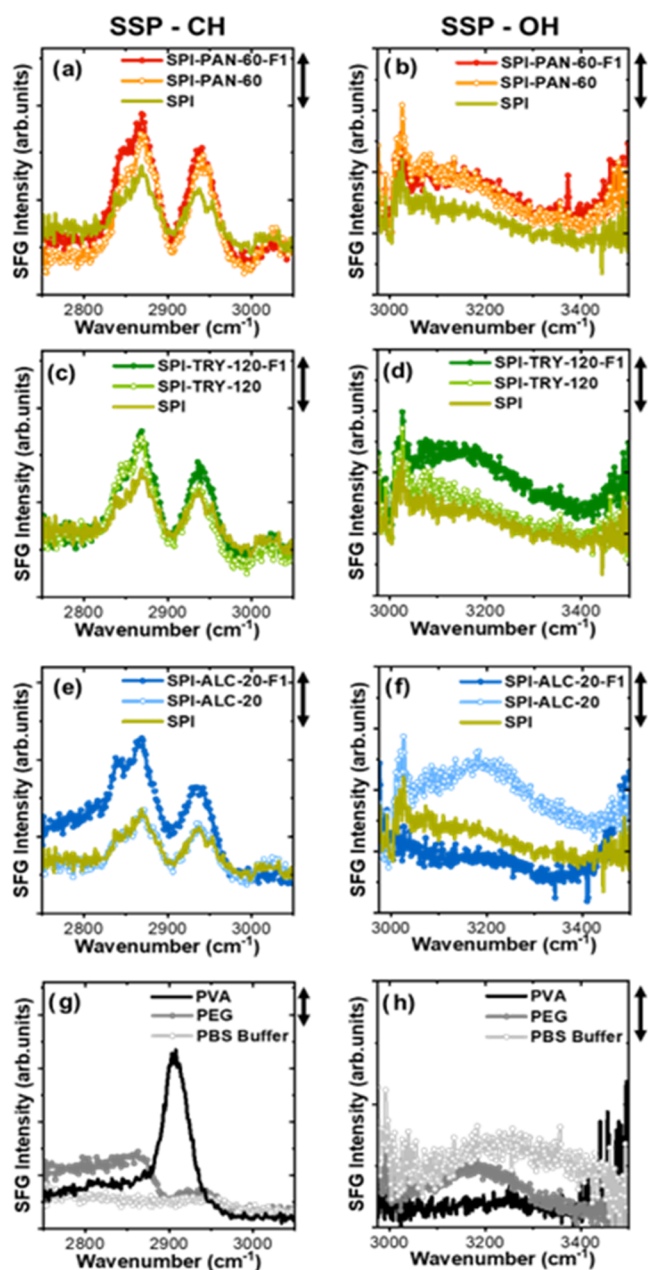 SSP - CH
SSP - OH
(a)
SPI-PAN-60-F1
SPI-PAN-60
SPI
SFG Intensity (arb.units)
2800 2900 3000
Wavenumber (cm⁻¹)
(b)
SPI-PAN-60-F1
SPI-PAN-60
SPI
SFG Intensity (arb.units)
3000 3200 3400
Wavenumber (cm⁻¹)
(c)
SPI-TRY-120-F1
SPI-TRY-120
SPI
SFG Intensity (arb.units)
2800 2900 3000
Wavenumber (cm⁻¹)
(d)
SPI-TRY-120-F1
SPI-TRY-120
SPI
SFG Intensity (arb.units)
3000 3200 3400
Wavenumber (cm⁻¹)
(e)
SPI-ALC-20-F1
SPI-ALC-20
SPI
SFG Intensity (arb.units)
2800 2900 3000
Wavenumber (cm⁻¹)
(f)
SPI-ALC-20-F1
SPI-ALC-20
SPI
SFG Intensity (arb.units)
3000 3200 3400
Wavenumber (cm⁻¹)
(g)
PVA
PEG
PBS Buffer
SFG Intensity (arb.units)
2800 2900 3000
Wavenumber (cm⁻¹)
(h)
PVA
PEG
PBS Buffer
SFG Intensity (arb.units)
3000 3200 3400
Wavenumber (cm⁻¹)